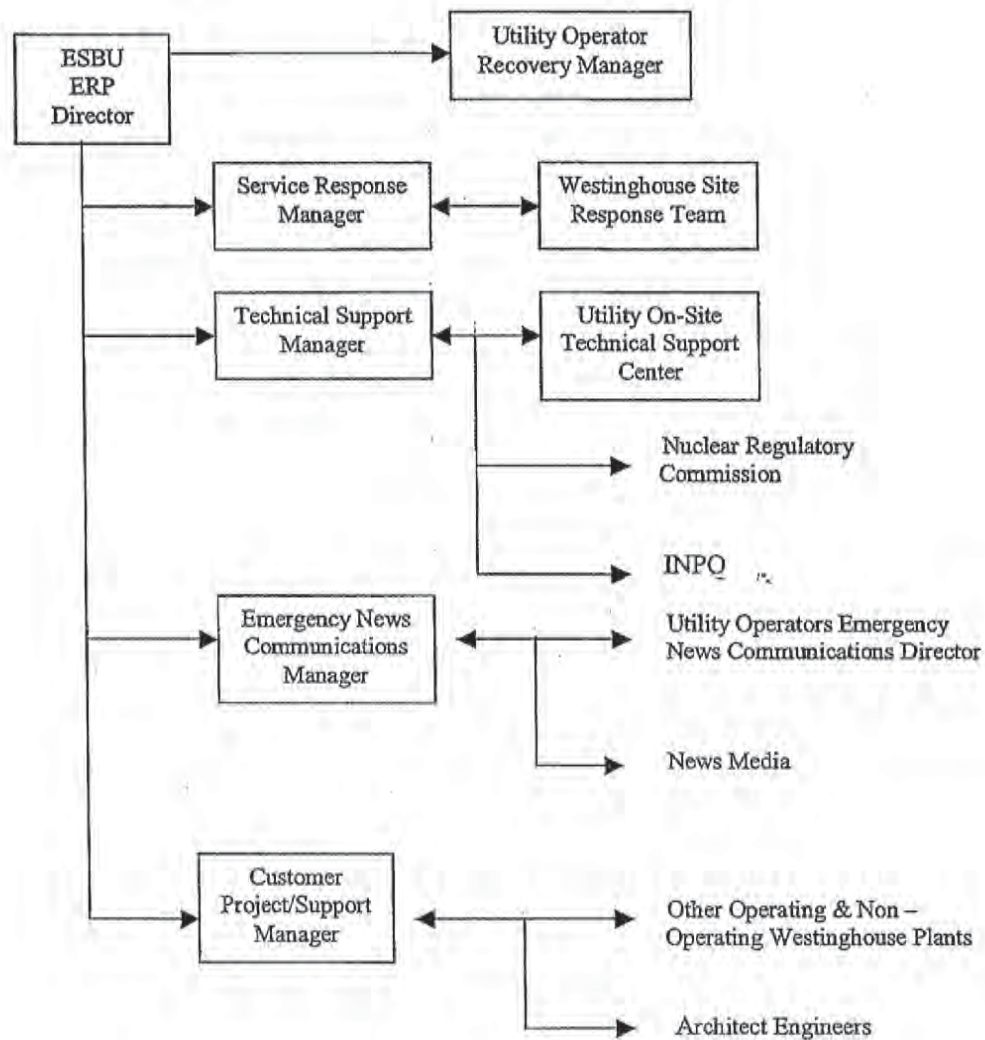 ESBU
ERP
Director
Utility Operator
Recovery Manager
Service Response
Manager
Westinghouse Site
Response Team
Technical Support
Manager
Utility On-Site
Technical Support
Center
Nuclear Regulatory
Commission
INPQ
Emergency News
Communications
Manager
Utility Operators Emergency
News Communications Director
News Media
Customer
Project/Support
Manager
Other Operating & Non –
Operating Westinghouse Plants
Architect Engineers